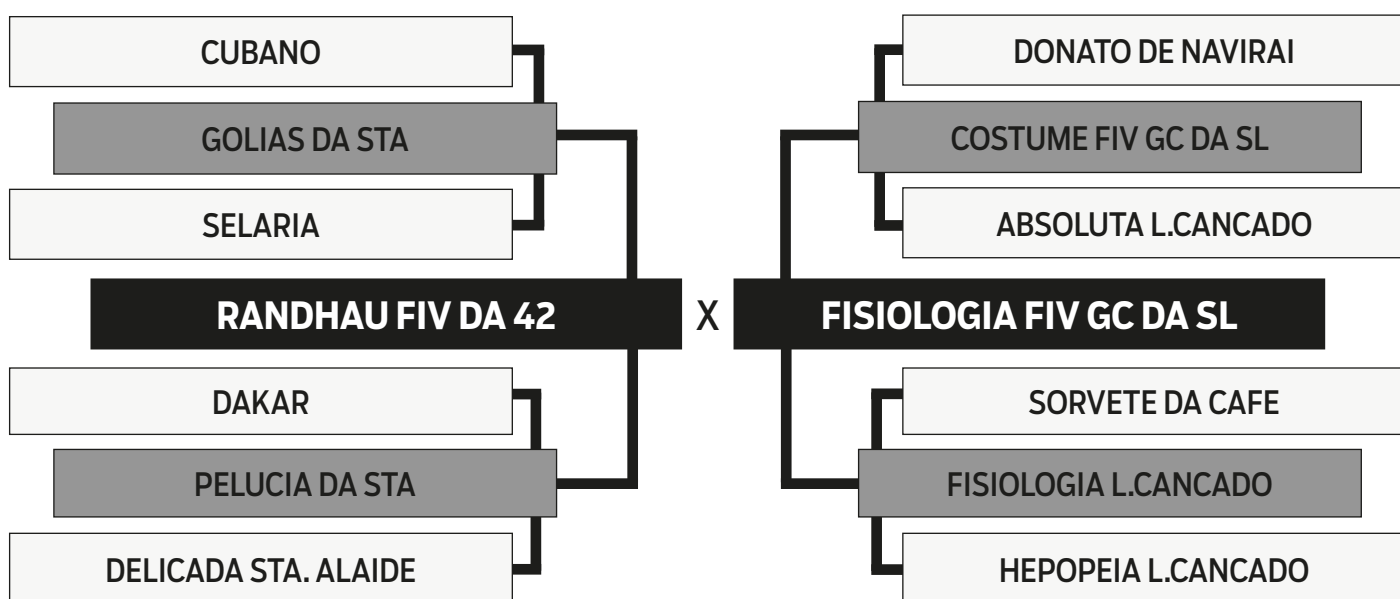 CUBANO
GOLIAS DA STA
SELARIA
RANDHAU FIV DA 42
DAKAR
PELUCIA DA STA
DELICADA STA. ALAIDE
X
DONATO DE NAVIRAI
COSTUME FIV GC DA SL
ABSOLUTA L.CANCADO
FISIOLOGIA FIV GC DA SL
SORVETE DA CAFE
FISIOLOGIA L.CANCADO
HEPOPEIA L.CANCADO